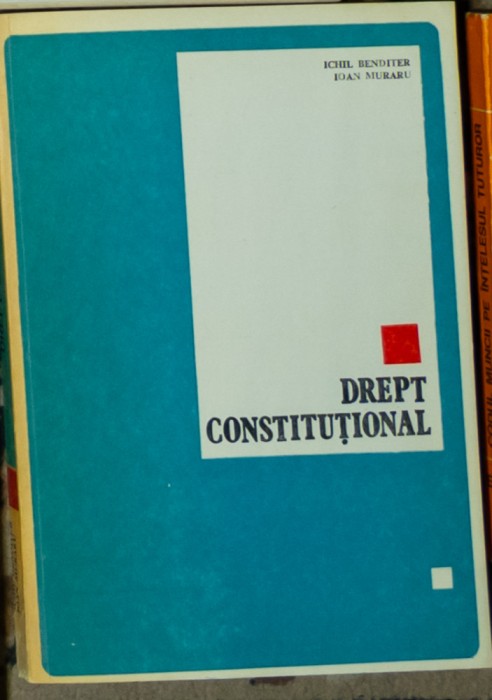 ICHIL BENDITER
IOAN MURARU
DREPT
CONSTITUȚIONAL
CODUL MUNCII PE ÎNȚELESUL TUTUROR